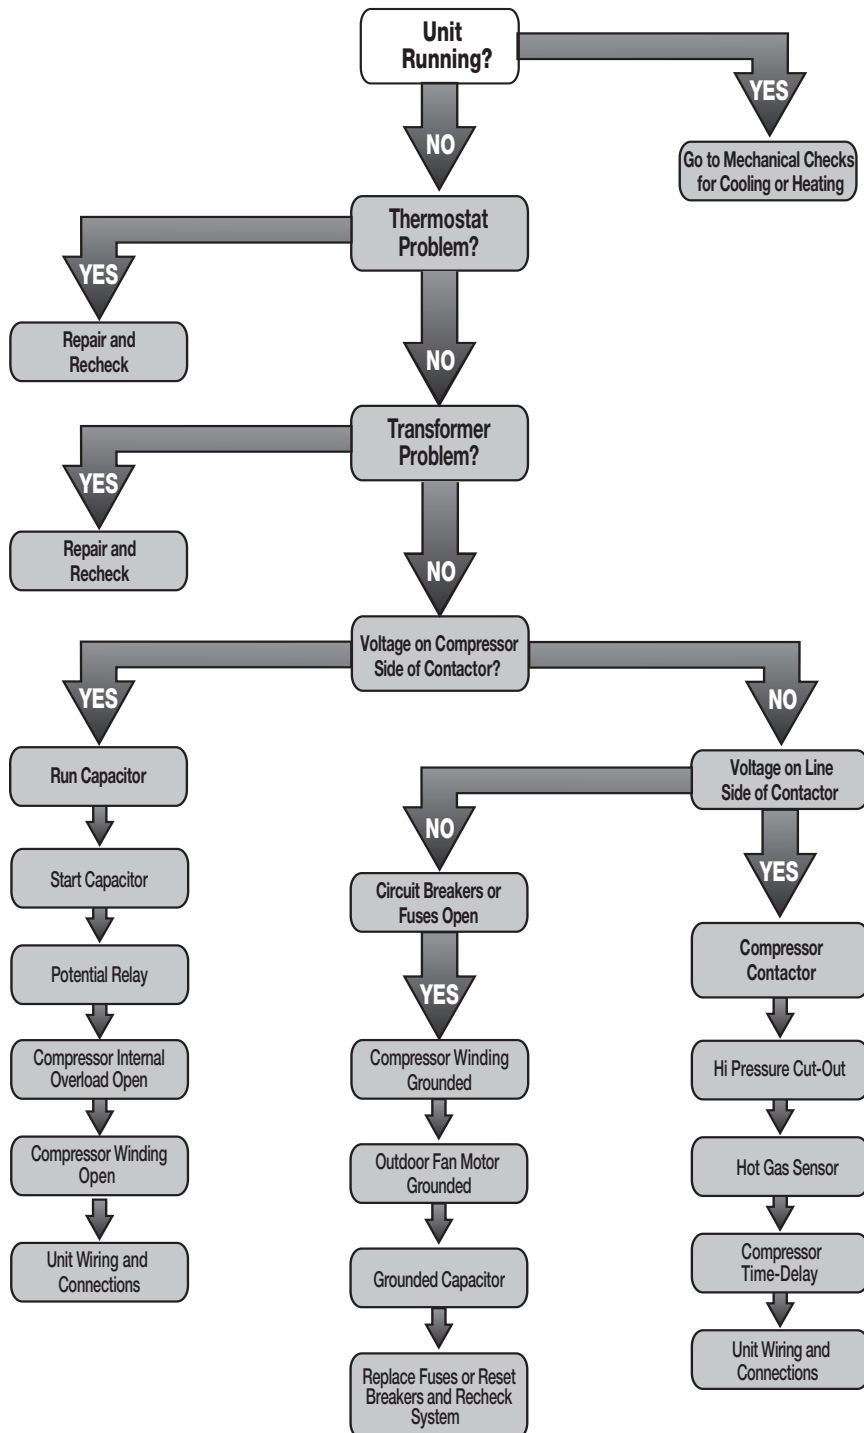 Unit
Running?
YES
NO
Go to Mechanical Checks
for Cooling or Heating
Thermostat
Problem?
YES
Repair and
Recheck
NO
Transformer
Problem?
YES
Repair and
Recheck
NO
Voltage on Compressor
Side of Contactor?
YES
NO
Run Capacitor
Start Capacitor
Potential Relay
Compressor Internal
Overload Open
Compressor Winding
Open
Unit Wiring and
Connections
Voltage on Line
Side of Contactor
NO
YES
Circuit Breakers or
Fuses Open
YES
Compressor Winding
Grounded
Outdoor Fan Motor
Grounded
Grounded Capacitor
Replace Fuses or Reset
Breakers and Recheck
System
Compressor
Contactor
Hi Pressure Cut-Out
Hot Gas Sensor
Compressor
Time-Delay
Unit Wiring and
Connections